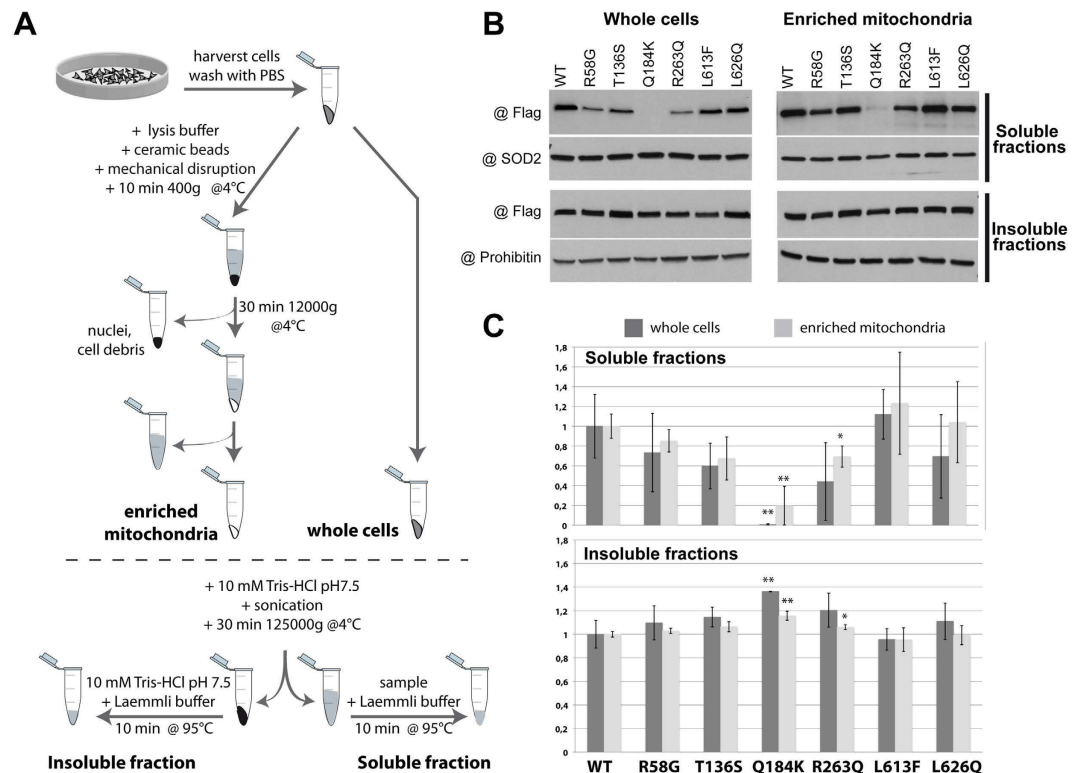 A
harverst cells
wash with PBS
+ lysis buffer
+ ceramic beads
+ mechanical disruption
+ 10 min 400g @4°C
30 min 12000g
@4°C
nuclei,
cell debris
enriched
mitochondria
whole cells
+ 10 mM Tris-HCl pH7.5
+ sonication
+ 30 min 125000g @4°C
10 mM Tris-HCl pH 7.5
+ Laemmli buffer
10 min @ 95°C
sample
+ Laemmli buffer
10 min @ 95°C
Insoluble fraction
Soluble fraction
B
Whole cells
Enriched mitochondria
WT R58G T136S Q184K R263Q L613F L626Q
WT R58G T136S Q184K R263Q L613F L626Q
@ Flag
@ SOD2
Soluble
fractions
@ Flag
@ Prohibitin
Insoluble
fractions
C
whole cells
enriched mitochondria
Soluble fractions
1,8
1,6
1,4
1,2
1
0,8
0,6
0,4
0,2
0
** ** *
Insoluble fractions
1,8
1,6
1,4
1,2
1
0,8
0,6
0,4
0,2
0
** ** *
WT R58G T136S Q184K R263Q L613F L626Q